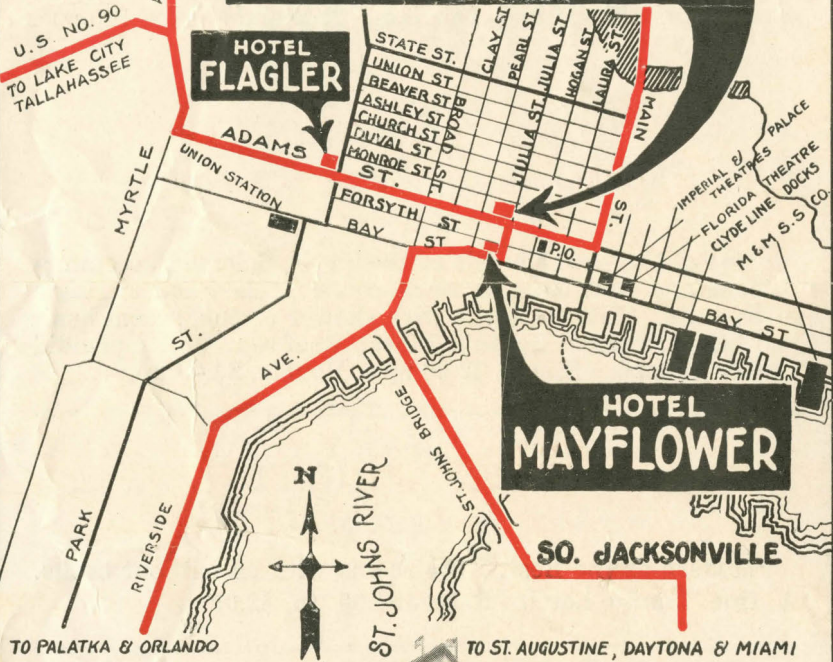 U.S. NO. 90
TO LAKE CITY
TALLAHASSEE
HOTEL
FLAGLER
STATE ST.
UNION ST
BEAVER ST
ASHLEY ST
CHURCH ST
DUVAL ST
MONROE ST
BROAD ST.
CLAY ST
PEARL ST
JULIA ST
JULIA ST.
HOGAN ST
LAURA ST
MAIN ST.
ADAMS ST.
FORSYTH ST
BAY ST
UNION STATION
MYRTLE
P.O.
IMPERIAL & PALACE
THEATRES
FLORIDA THEATRE
CLYDE LINE DOCKS
M & M. S. S CO.
BAY ST
HOTEL
MAYFLOWER
ST.
AVE.
PARK
RIVERSIDE
N
ST. JOHNS RIVER
ST. JOHNS BRIDGE
SO. JACKSONVILLE
TO PALATKA & ORLANDO
TO ST. AUGUSTINE, DAYTONA & MIAMI